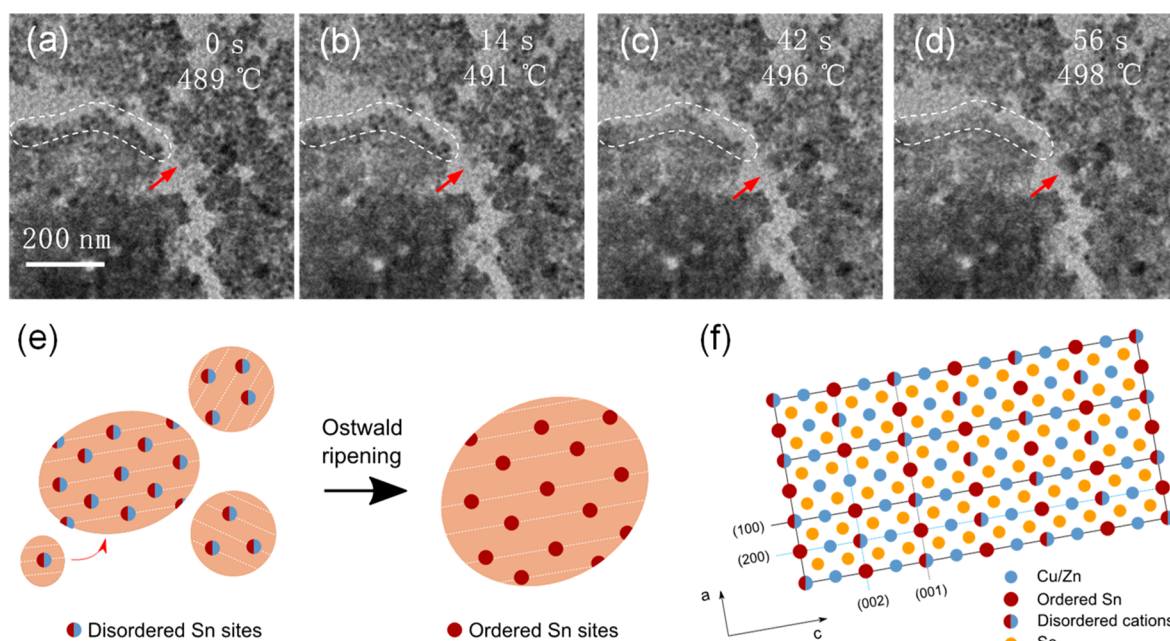 (a)
0 s
489 ℃
200 nm
(b)
14 s
491 ℃
(c)
42 s
496 ℃
(d)
56 s
498 ℃
(e)
Ostwald
ripening
Disordered Sn sites
Ordered Sn sites
(f)
(100)
(200)
(002)
(001)
a
c
Cu/Zn
Ordered Sn
Disordered cations
Se